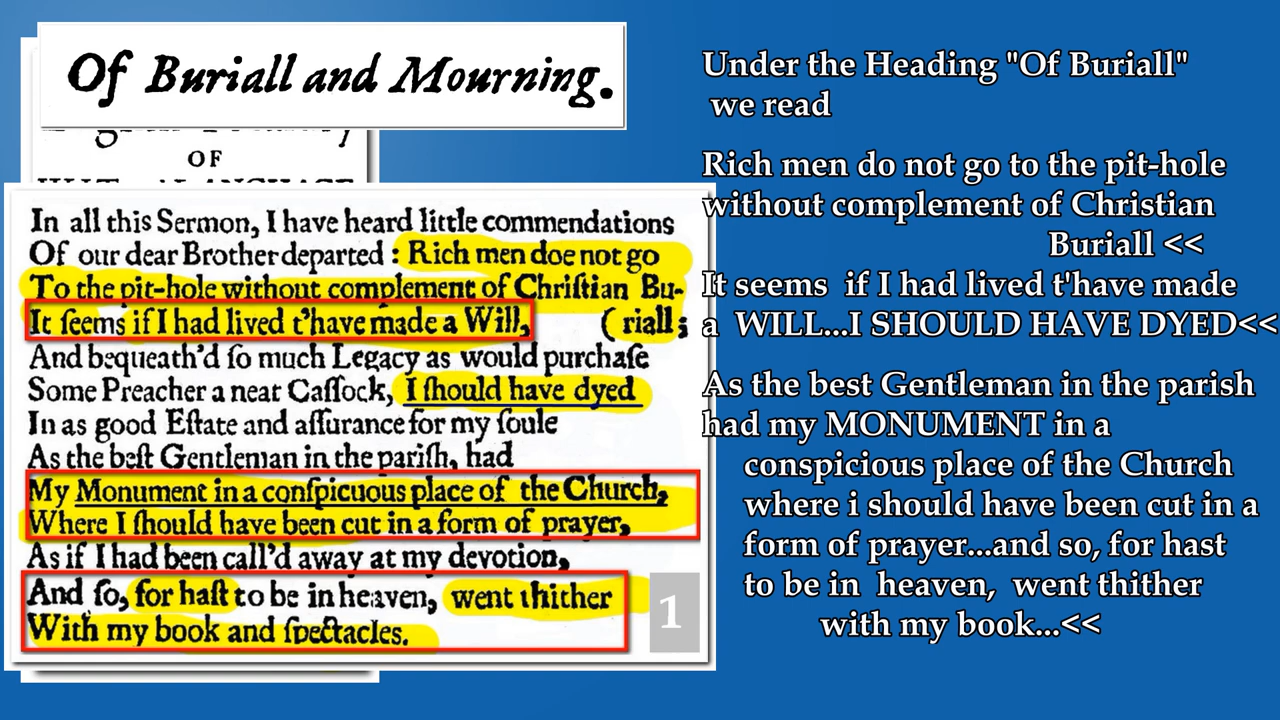 Of Buriall and Mourning.
OF
In all this Sermon, I have heard little commendations
Of our dear Brother departed : Rich men doe not go
To the pit-hole without complement of Chriſtian Bu-
It ſeems if I had lived t'have made a Will, ( riall;
And bequeath'd ſo much Legacy as would purchaſe
Some Preacher a neat Caſſock, I ſhould have dyed
In as good Eſtate and aſſurance for my ſoule
As the beſt Gentleman in the pariſh, had
My Monument in a conſpicuous place of the Church,
Where I ſhould have been cut in a form of prayer,
As if I had been call'd away at my devotion,
And ſo, for haſt to be in heaven, went thither
With my book and ſpectacles.
1
Under the Heading "Of Buriall"
we read
Rich men do not go to the pit-hole
without complement of Christian
Buriall <<
It seems if I had lived t'have made
a WILL...I SHOULD HAVE DYED<<
As the best Gentleman in the parish
had my MONUMENT in a
conspicious place of the Church
where i should have been cut in a
form of prayer...and so, for hast
to be in heaven, went thither
with my book...<<